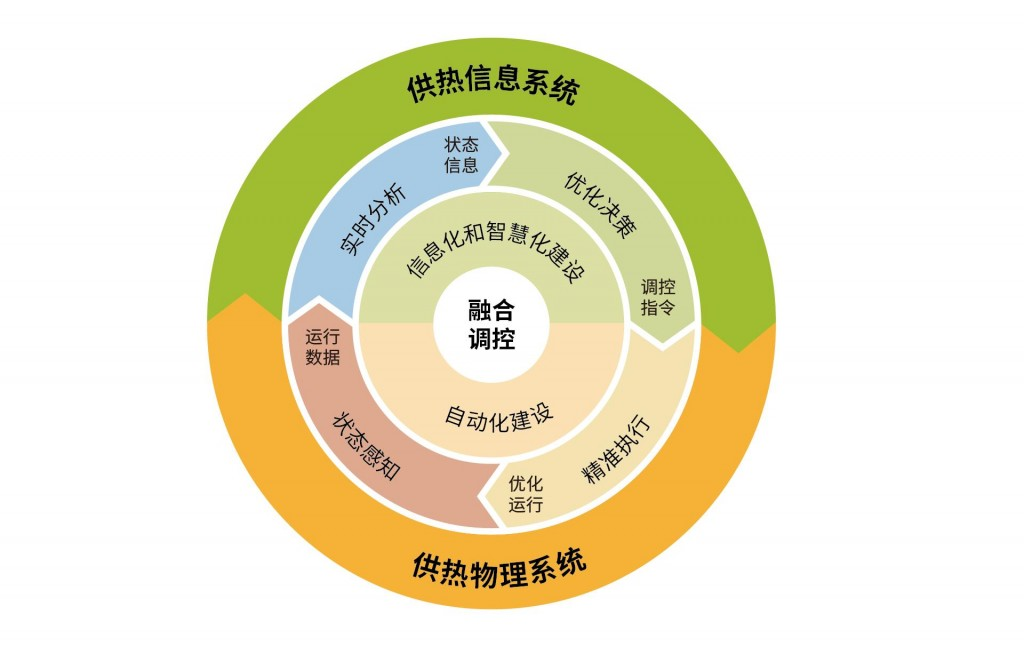 供热信息系统
状态
信息
优化决策
实时分析
信息化和智慧化建设
调控
指令
融合
调控
运行
数据
自动化建设
状态感知
精准执行
优化
运行
供热物理系统